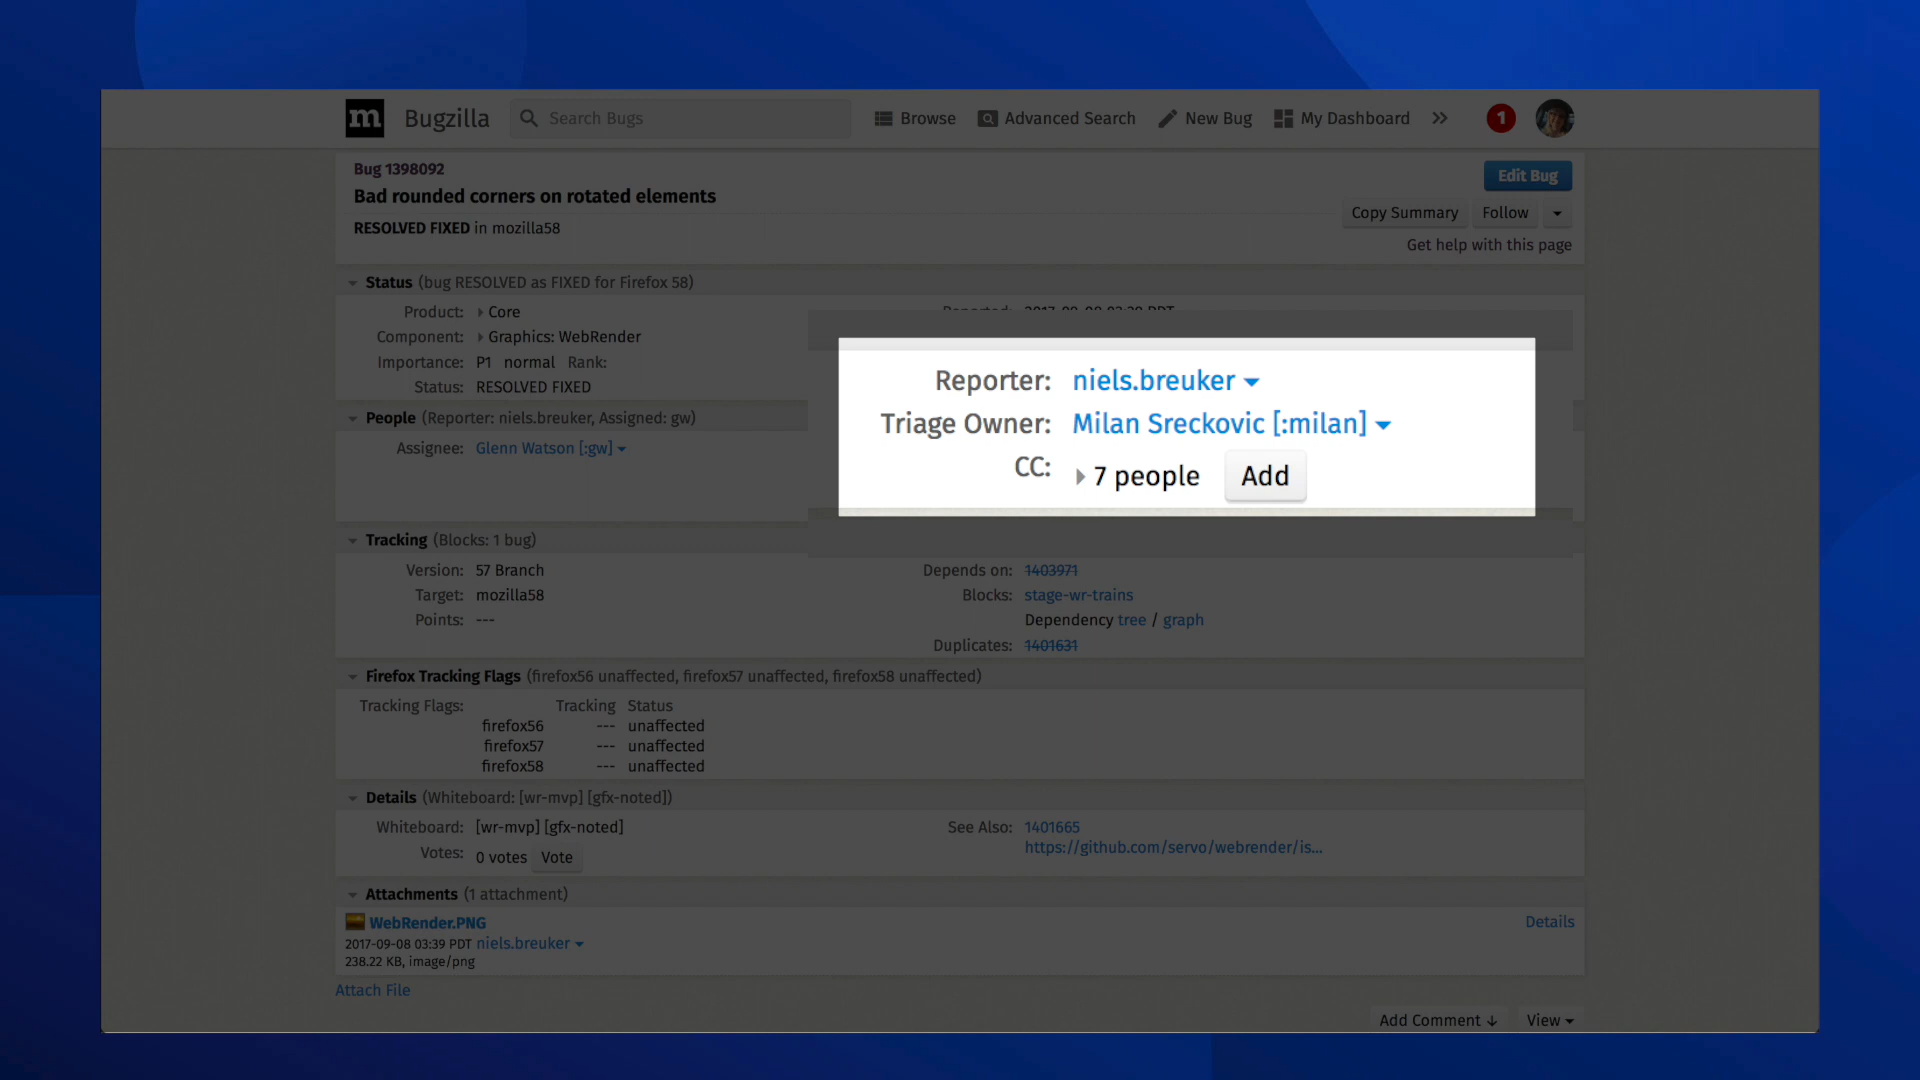 m Bugzilla Search Bugs Browse Advanced Search New Bug My Dashboard 1
Bug 1398092
Edit Bug
Bad rounded corners on rotated elements
RESOLVED FIXED in mozilla58
Copy Summary Follow
Get help with this page
Status (bug RESOLVED as FIXED for Firefox 58)
Product: Core
Component: Graphics: WebRender
Importance: P1 normal Rank:
Status: RESOLVED FIXED
People (Reporter: niels.breuker, Assigned: gw)
Assignee: Glenn Watson [:gw]
Reporter: niels.breuker
Triage Owner: Milan Sreckovic [:milan]
CC: 7 people Add
Tracking (Blocks: 1 bug)
Version: 57 Branch
Target: mozilla58
Points: ---
Depends on: 1403971
Blocks: stage-wr-trains
Dependency tree / graph
Duplicates: 1401631
Firefox Tracking Flags (firefox56 unaffected, firefox57 unaffected, firefox58 unaffected)
Tracking Flags: Tracking Status
firefox56 --- unaffected
firefox57 --- unaffected
firefox58 --- unaffected
Details (Whiteboard: [wr-mvp] [gfx-noted])
Whiteboard: [wr-mvp] [gfx-noted]
Votes: 0 votes Vote
See Also: 1401665
https://github.com/servo/webrender/is...
Attachments (1 attachment)
WebRender.PNG
Details
2017-09-08 03:39 PDT niels.breuker
238.22 KB, image/png
Attach File
Add Comment ↓ View